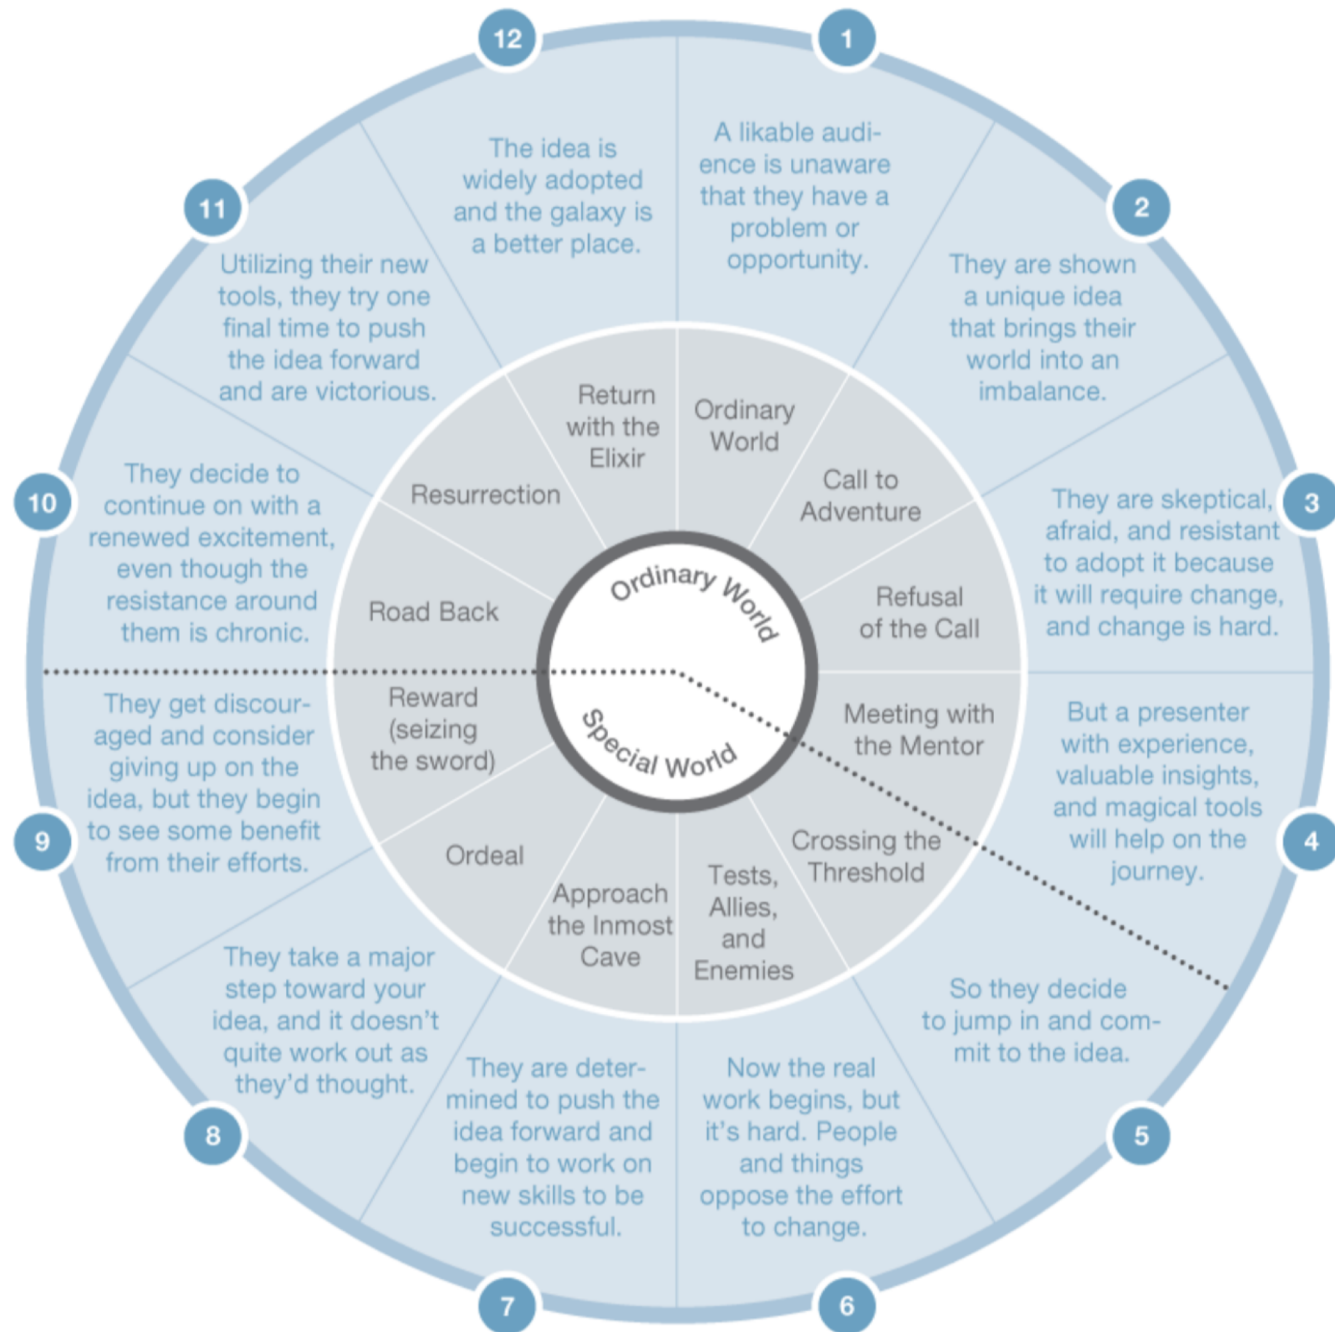 1
A likable audi-
ence is unaware
that they have a
problem or
opportunity.
Ordinary
World
2
They are shown
a unique idea
that brings their
world into an
imbalance.
Call to
Adventure
3
They are skeptical,
afraid, and resistant
to adopt it because
it will require change,
and change is hard.
Refusal
of the Call
4
But a presenter
with experience,
valuable insights,
and magical tools
will help on the
journey.
Meeting with
the Mentor
5
So they decide
to jump in and com-
mit to the idea.
Crossing the
Threshold
6
Now the real
work begins, but
it's hard. People
and things
oppose the effort
to change.
Tests,
Allies,
and
Enemies
7
They are deter-
mined to push the
idea forward and
begin to work on
new skills to be
successful.
Approach
the Inmost
Cave
8
They take a major
step toward your
idea, and it doesn't
quite work out as
they'd thought.
Ordeal
9
They get discour-
aged and consider
giving up on the
idea, but they begin
to see some benefit
from their efforts.
Reward
(seizing
the sword)
10
They decide to
continue on with a
renewed excitement,
even though the
resistance around
them is chronic.
Road Back
11
Utilizing their new
tools, they try one
final time to push
the idea forward
and are victorious.
Resurrection
12
The idea is
widely adopted
and the galaxy is
a better place.
Return
with the
Elixir
Ordinary World
Special World